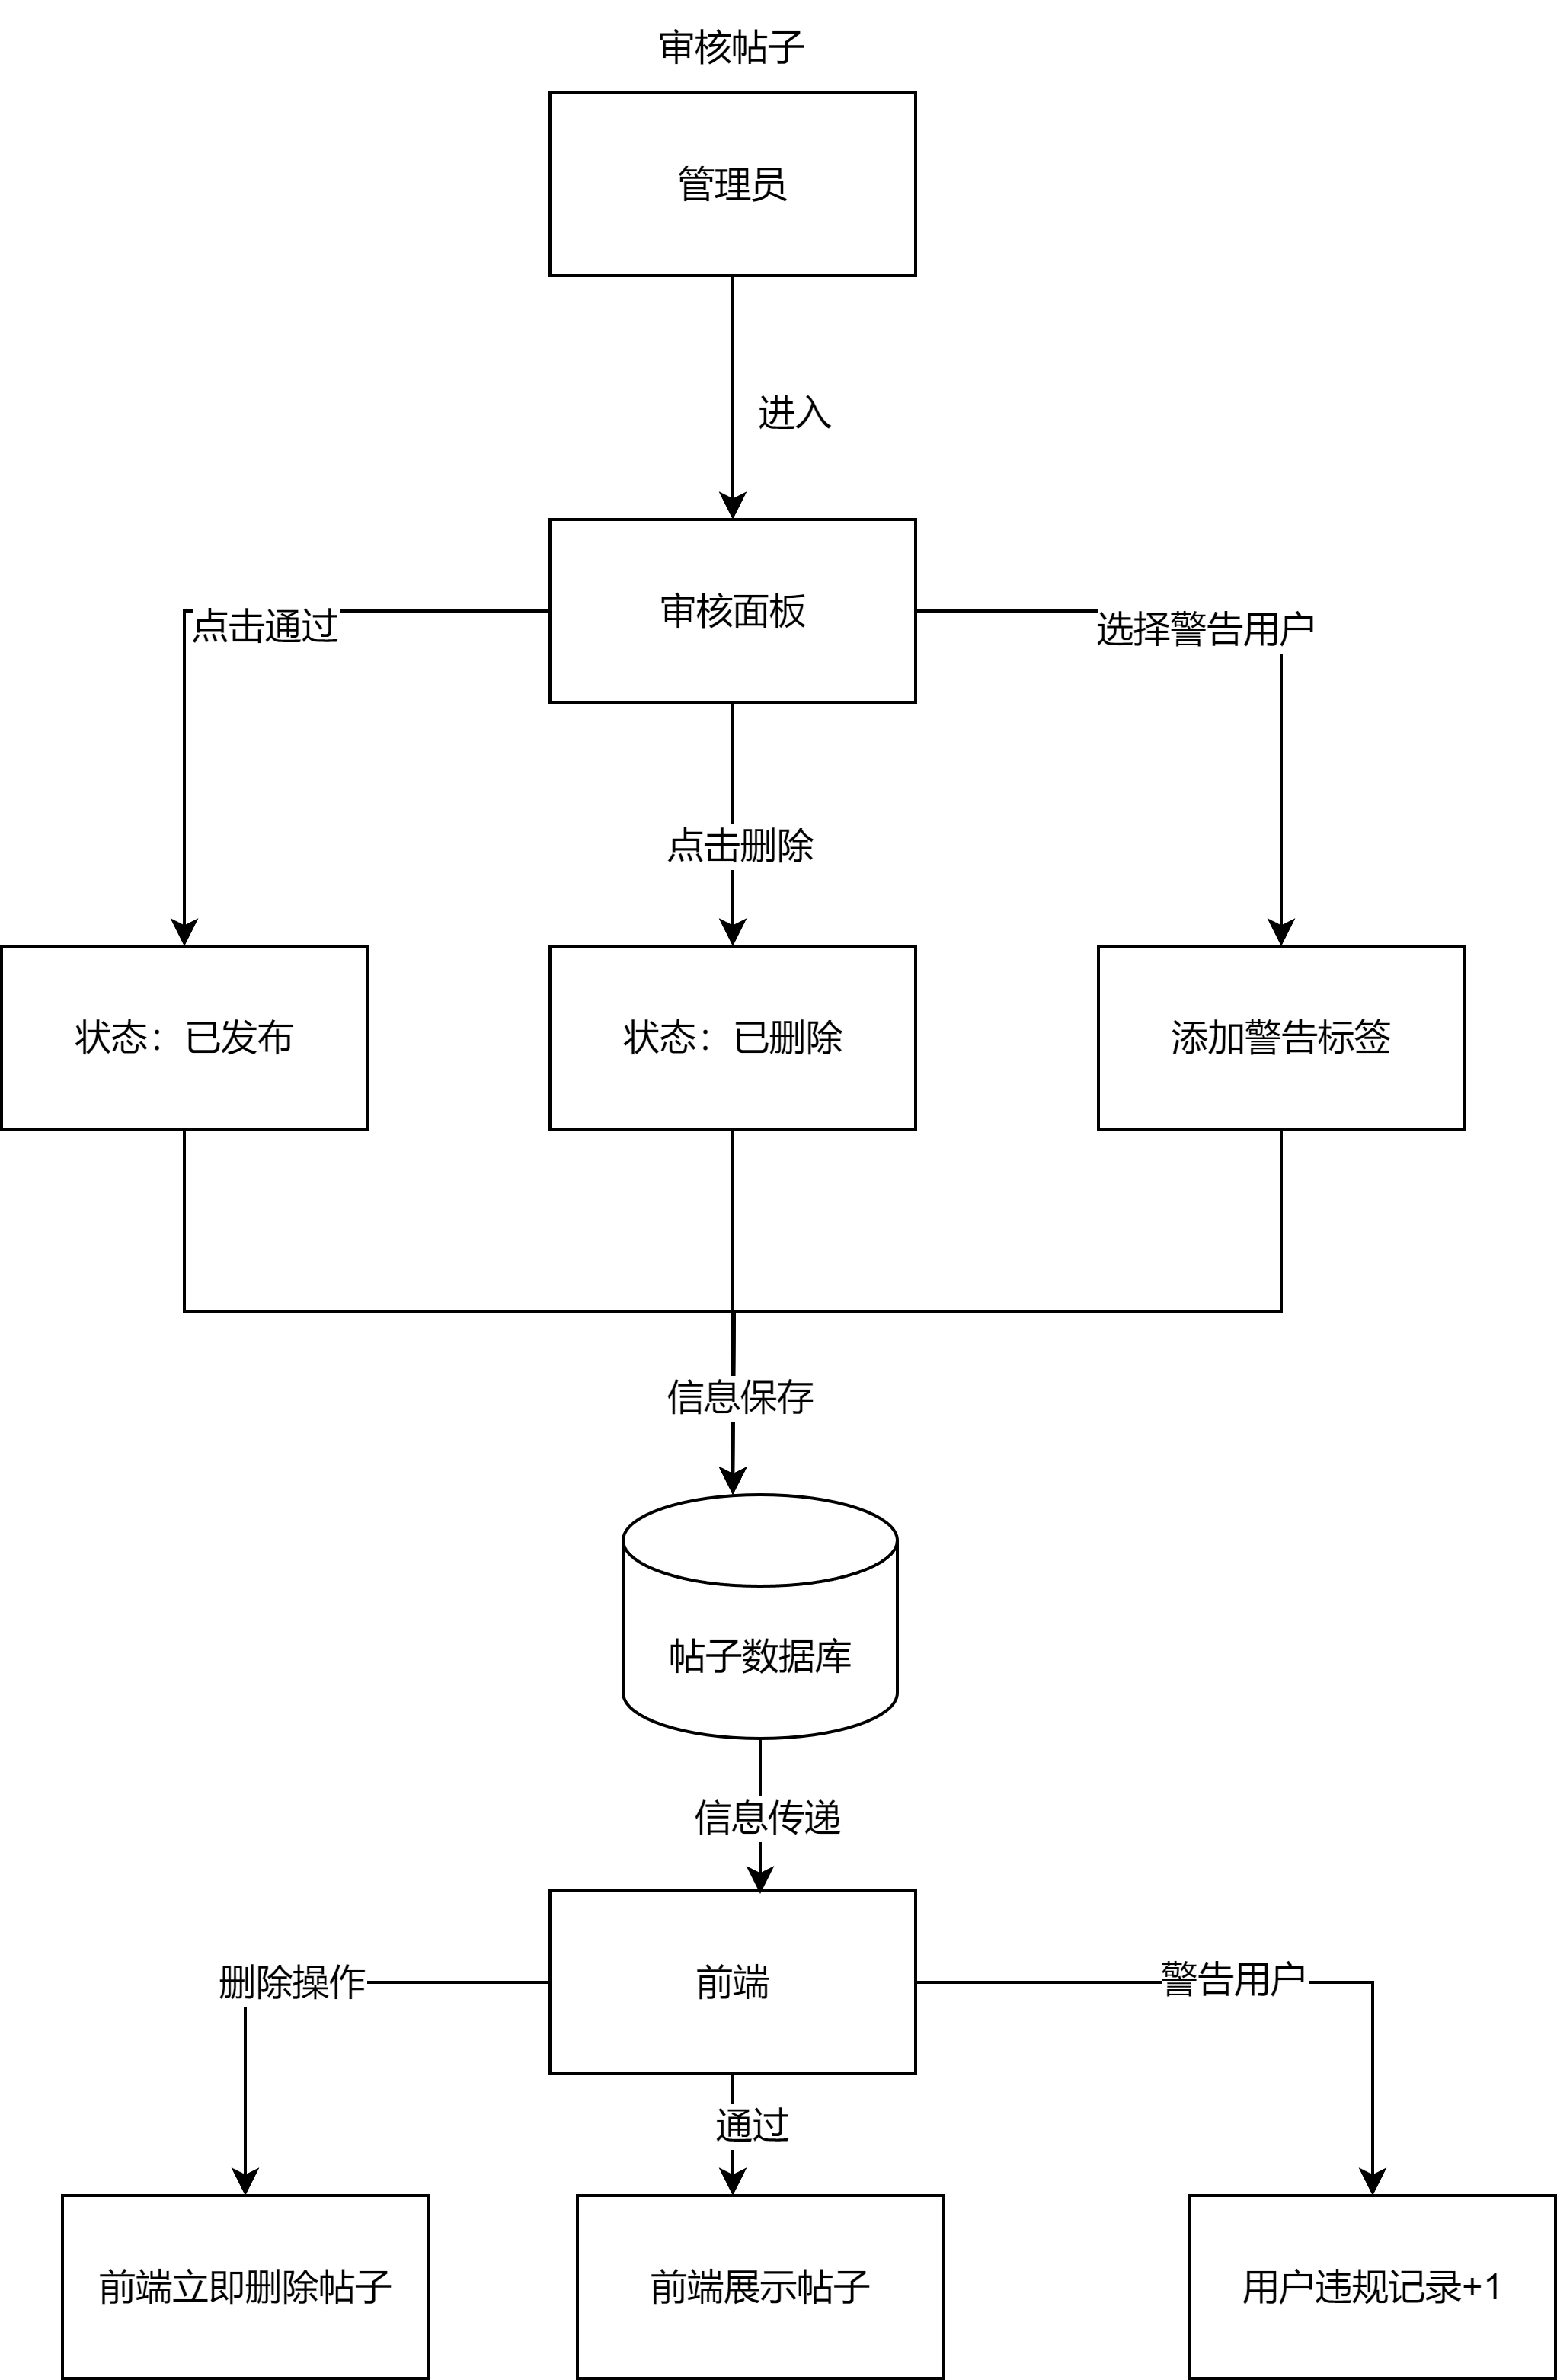 审核帖子
管理员
进入
审核面板
点击通过
选择警告用户
点击删除
状态：已发布
状态：已删除
添加警告标签
信息保存
帖子数据库
信息传递
前端
删除操作
警告用户
通过
前端立即删除帖子
前端展示帖子
用户违规记录+1